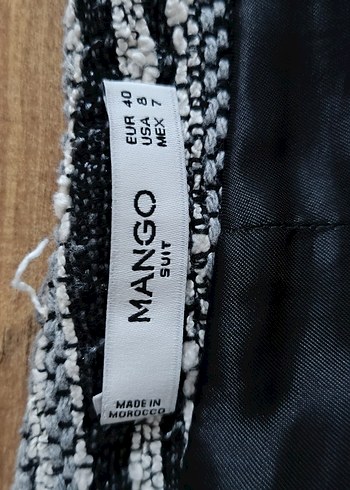 EUR 40
USA 8
MEX 7
MANGO
SUIT
MADE IN
MOROCCO